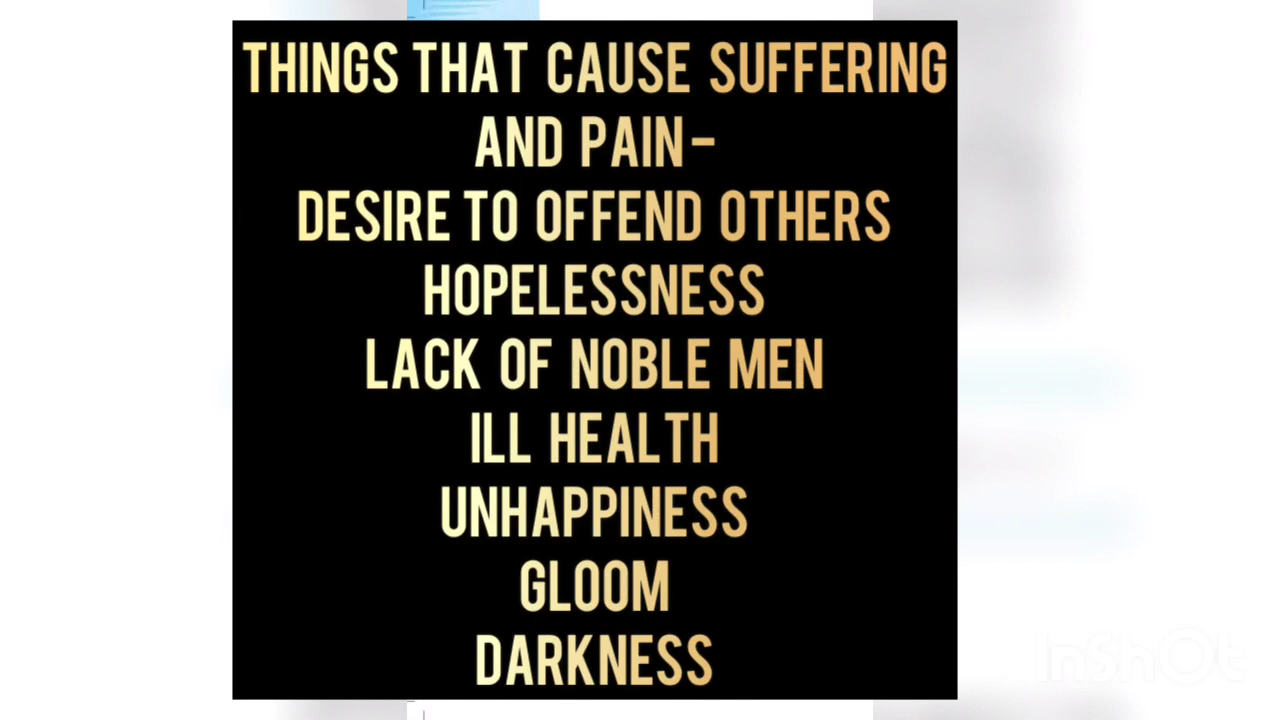 THINGS THAT CAUSE SUFFERING
AND PAIN-
DESIRE TO OFFEND OTHERS
HOPELESSNESS
LACK OF NOBLE MEN
ILL HEALTH
UNHAPPINESS
GLOOM
DARKNESS
InShOt